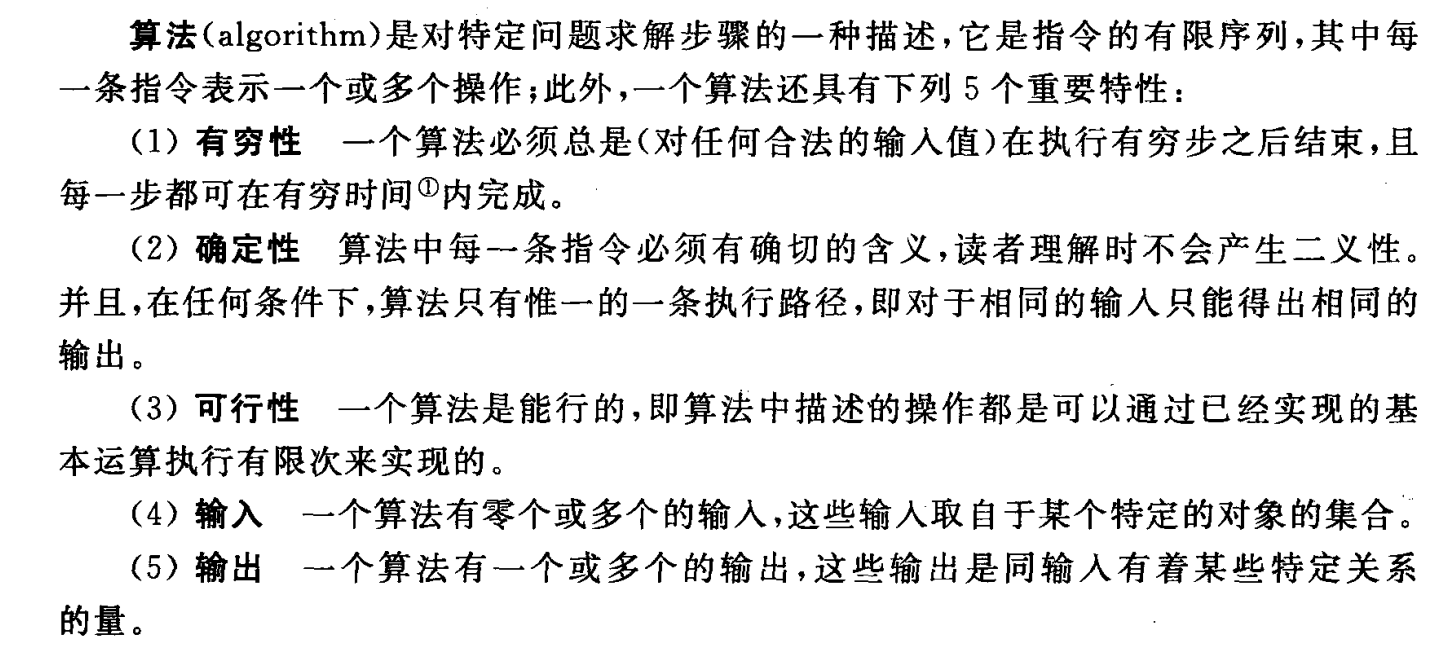 算法(algorithm)是对特定问题求解步骤的一种描述,它是指令的有限序列,其中每
一条指令表示一个或多个操作;此外,一个算法还具有下列 5 个重要特性:
(1) 有穷性 一个算法必须总是(对任何合法的输入值)在执行有穷步之后结束,且
每一步都可在有穷时间①内完成。
(2) 确定性 算法中每一条指令必须有确切的含义,读者理解时不会产生二义性。
并且,在任何条件下,算法只有惟一的一条执行路径,即对于相同的输入只能得出相同的
输出。
(3) 可行性 一个算法是能行的,即算法中描述的操作都是可以通过已经实现的基
本运算执行有限次来实现的。
(4) 输入 一个算法有零个或多个的输入,这些输入取自于某个特定的对象的集合。
(5) 输出 一个算法有一个或多个的输出,这些输出是同输入有着某些特定关系
的量。